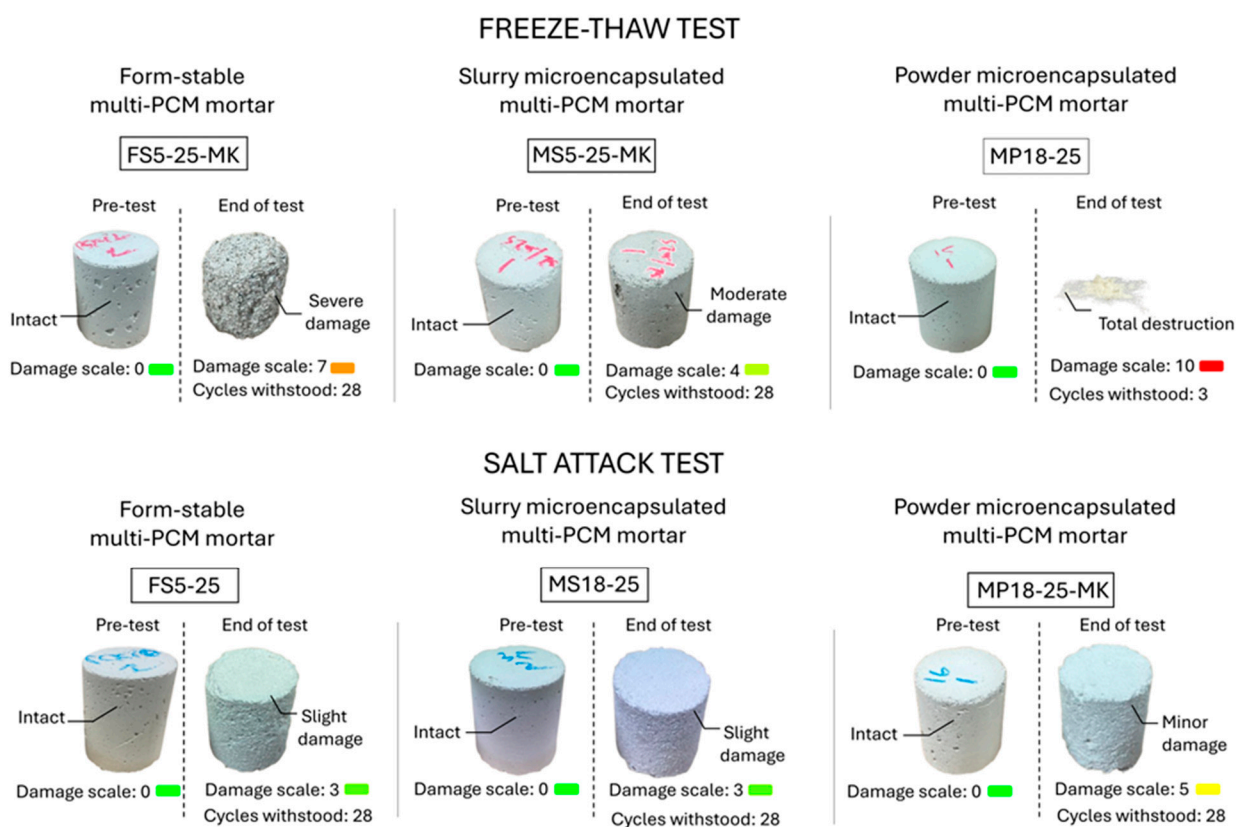 FREEZE-THAW TEST
Form-stable
multi-PCM mortar
FS5-25-MK
Pre-test
End of test
Intact
Severe
damage
Damage scale: 0
Damage scale: 7
Cycles withstood: 28
Slurry microencapsulated
multi-PCM mortar
MS5-25-MK
Pre-test
End of test
Intact
Moderate
damage
Damage scale: 0
Damage scale: 4
Cycles withstood: 28
Powder microencapsulated
multi-PCM mortar
MP18-25
Pre-test
End of test
Intact
Total destruction
Damage scale: 0
Damage scale: 10
Cycles withstood: 3
SALT ATTACK TEST
Form-stable
multi-PCM mortar
FS5-25
Pre-test
End of test
Intact
Slight
damage
Damage scale: 0
Damage scale: 3
Cycles withstood: 28
Slurry microencapsulated
multi-PCM mortar
MS18-25
Pre-test
End of test
Intact
Slight
damage
Damage scale: 0
Damage scale: 3
Cycles withstood: 28
Powder microencapsulated
multi-PCM mortar
MP18-25-MK
Pre-test
End of test
Intact
Minor
damage
Damage scale: 0
Damage scale: 5
Cycles withstood: 28